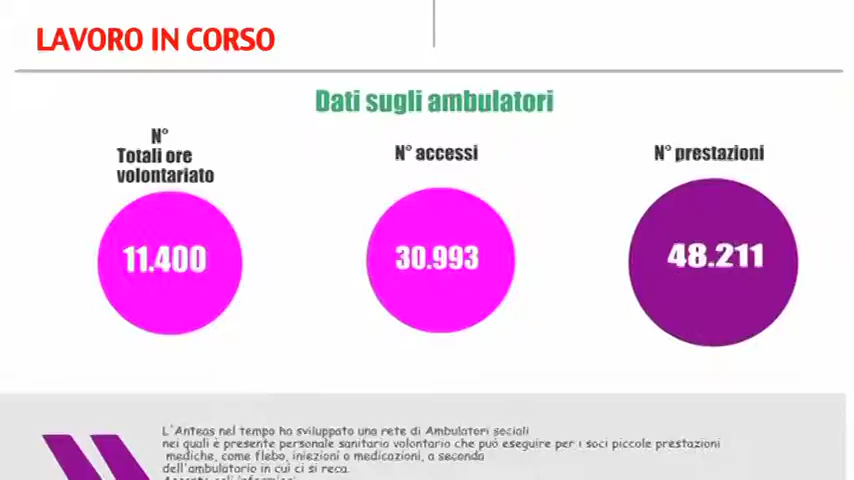 LAVORO IN CORSO
Dati sugli ambulatori
N°
Totali ore
volontariato
N° accessi
N° prestazioni
11.400
30.993
48.211
L'Anteas nel tempo ha sviluppato una rete di Ambulatori sociali
nei quali è presente personale sanitario volontario che può eseguire per i soci piccole prestazioni
mediche, come flebo, iniezioni o medicazioni, a seconda
dell'ambulatorio in cui ci si reca.